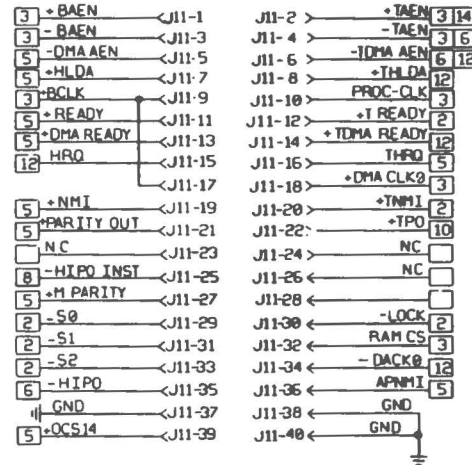 3 +BAEN J11-1 J11-2 +TAEN 3 14
3 -BAEN J11-3 J11-4 -TAEN 3 6
5 -DMA AEN J11-5 J11-6 -TDMA AEN 6 12
5 +HLDA J11-7 J11-8 +THLDA 12
3 +BCLK J11-9 J11-10 PROC-CLK 3
5 +READY J11-11 J11-12 +T READY 2
5 +DMA READY J11-13 J11-14 +TDMA READY 12
12 HRQ J11-15 J11-16 THRQ 5
J11-17 J11-18 +DMA CLK0 3
5 +NMI J11-19 J11-20 +TNMI 2
5 +PARITY OUT J11-21 J11-22 +TPO 10
NC J11-23 J11-24 NC
8 -HIPO INST J11-25 J11-26 NC
5 +M PARITY J11-27 J11-28
2 -S0 J11-29 J11-30 -LOCK 2
2 -S1 J11-31 J11-32 RAM CS 3
2 -S2 J11-33 J11-34 -DACK0 12
6 -HIPO J11-35 J11-36 APNMI 5
GND J11-37 J11-38 GND
5 +OCS14 J11-39 J11-40 GND